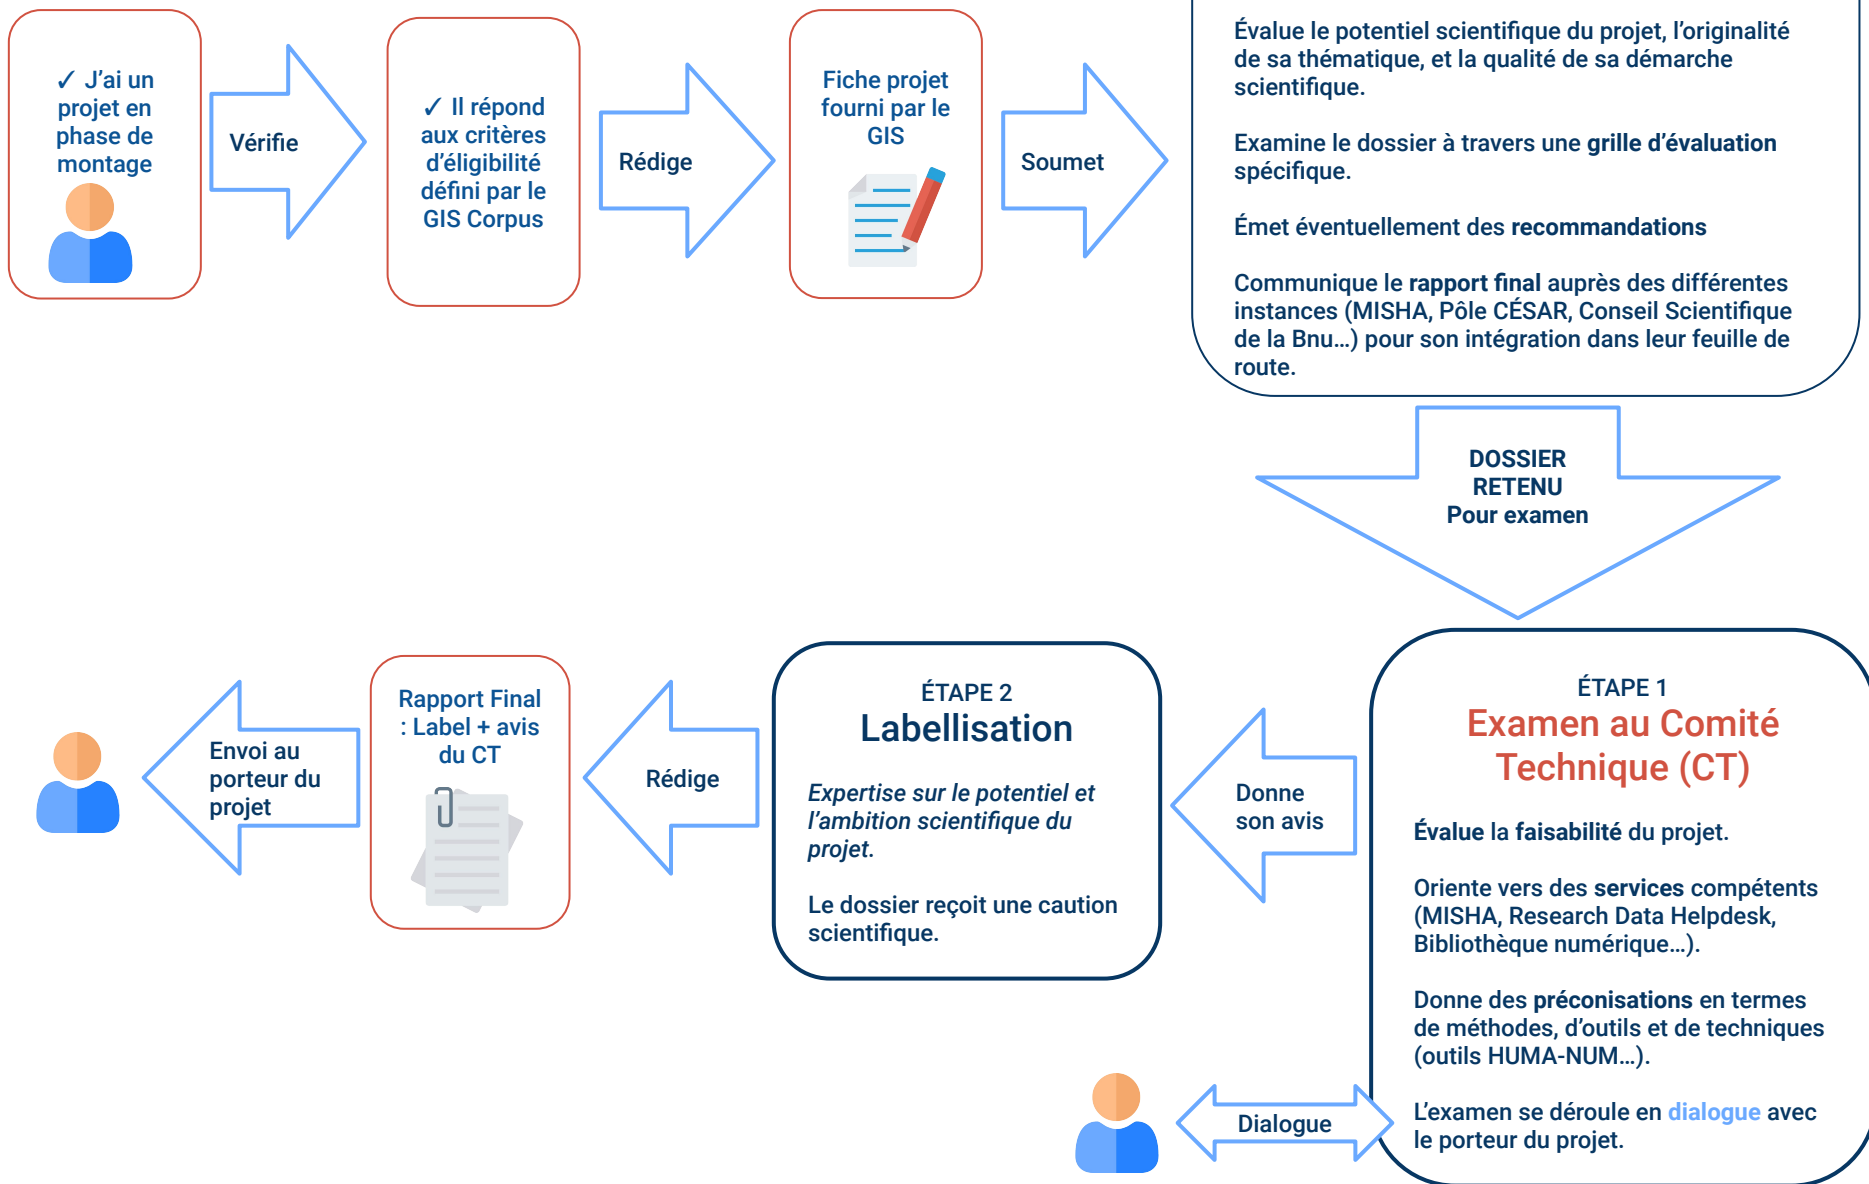 ✓ J'ai un
projet en
phase de
montage
Vérifie
✓ Il répond
aux critères
d'éligibilité
défini par le
GIS Corpus
Rédige
Fiche projet
fourni par le
GIS
Soumet
Évalue le potentiel scientifique du projet, l'originalité
de sa thématique, et la qualité de sa démarche
scientifique.
Examine le dossier à travers une grille d'évaluation
spécifique.
Émet éventuellement des recommandations
Communique le rapport final auprès des différentes
instances (MISHA, Pôle CÉSAR, Conseil Scientifique
de la Bnu…) pour son intégration dans leur feuille de
route.
DOSSIER
RETENU
Pour examen
ÉTAPE 1
Examen au Comité
Technique (CT)
Évalue la faisabilité du projet.
Oriente vers des services compétents
(MISHA, Research Data Helpdesk,
Bibliothèque numérique…).
Donne des préconisations en termes
de méthodes, d'outils et de techniques
(outils HUMA-NUM…).
L'examen se déroule en dialogue avec
le porteur du projet.
Dialogue
Donne
son avis
ÉTAPE 2
Labellisation
Expertise sur le potentiel et
l'ambition scientifique du
projet.
Le dossier reçoit une caution
scientifique.
Rédige
Rapport Final
: Label + avis
du CT
Envoi au
porteur du
projet